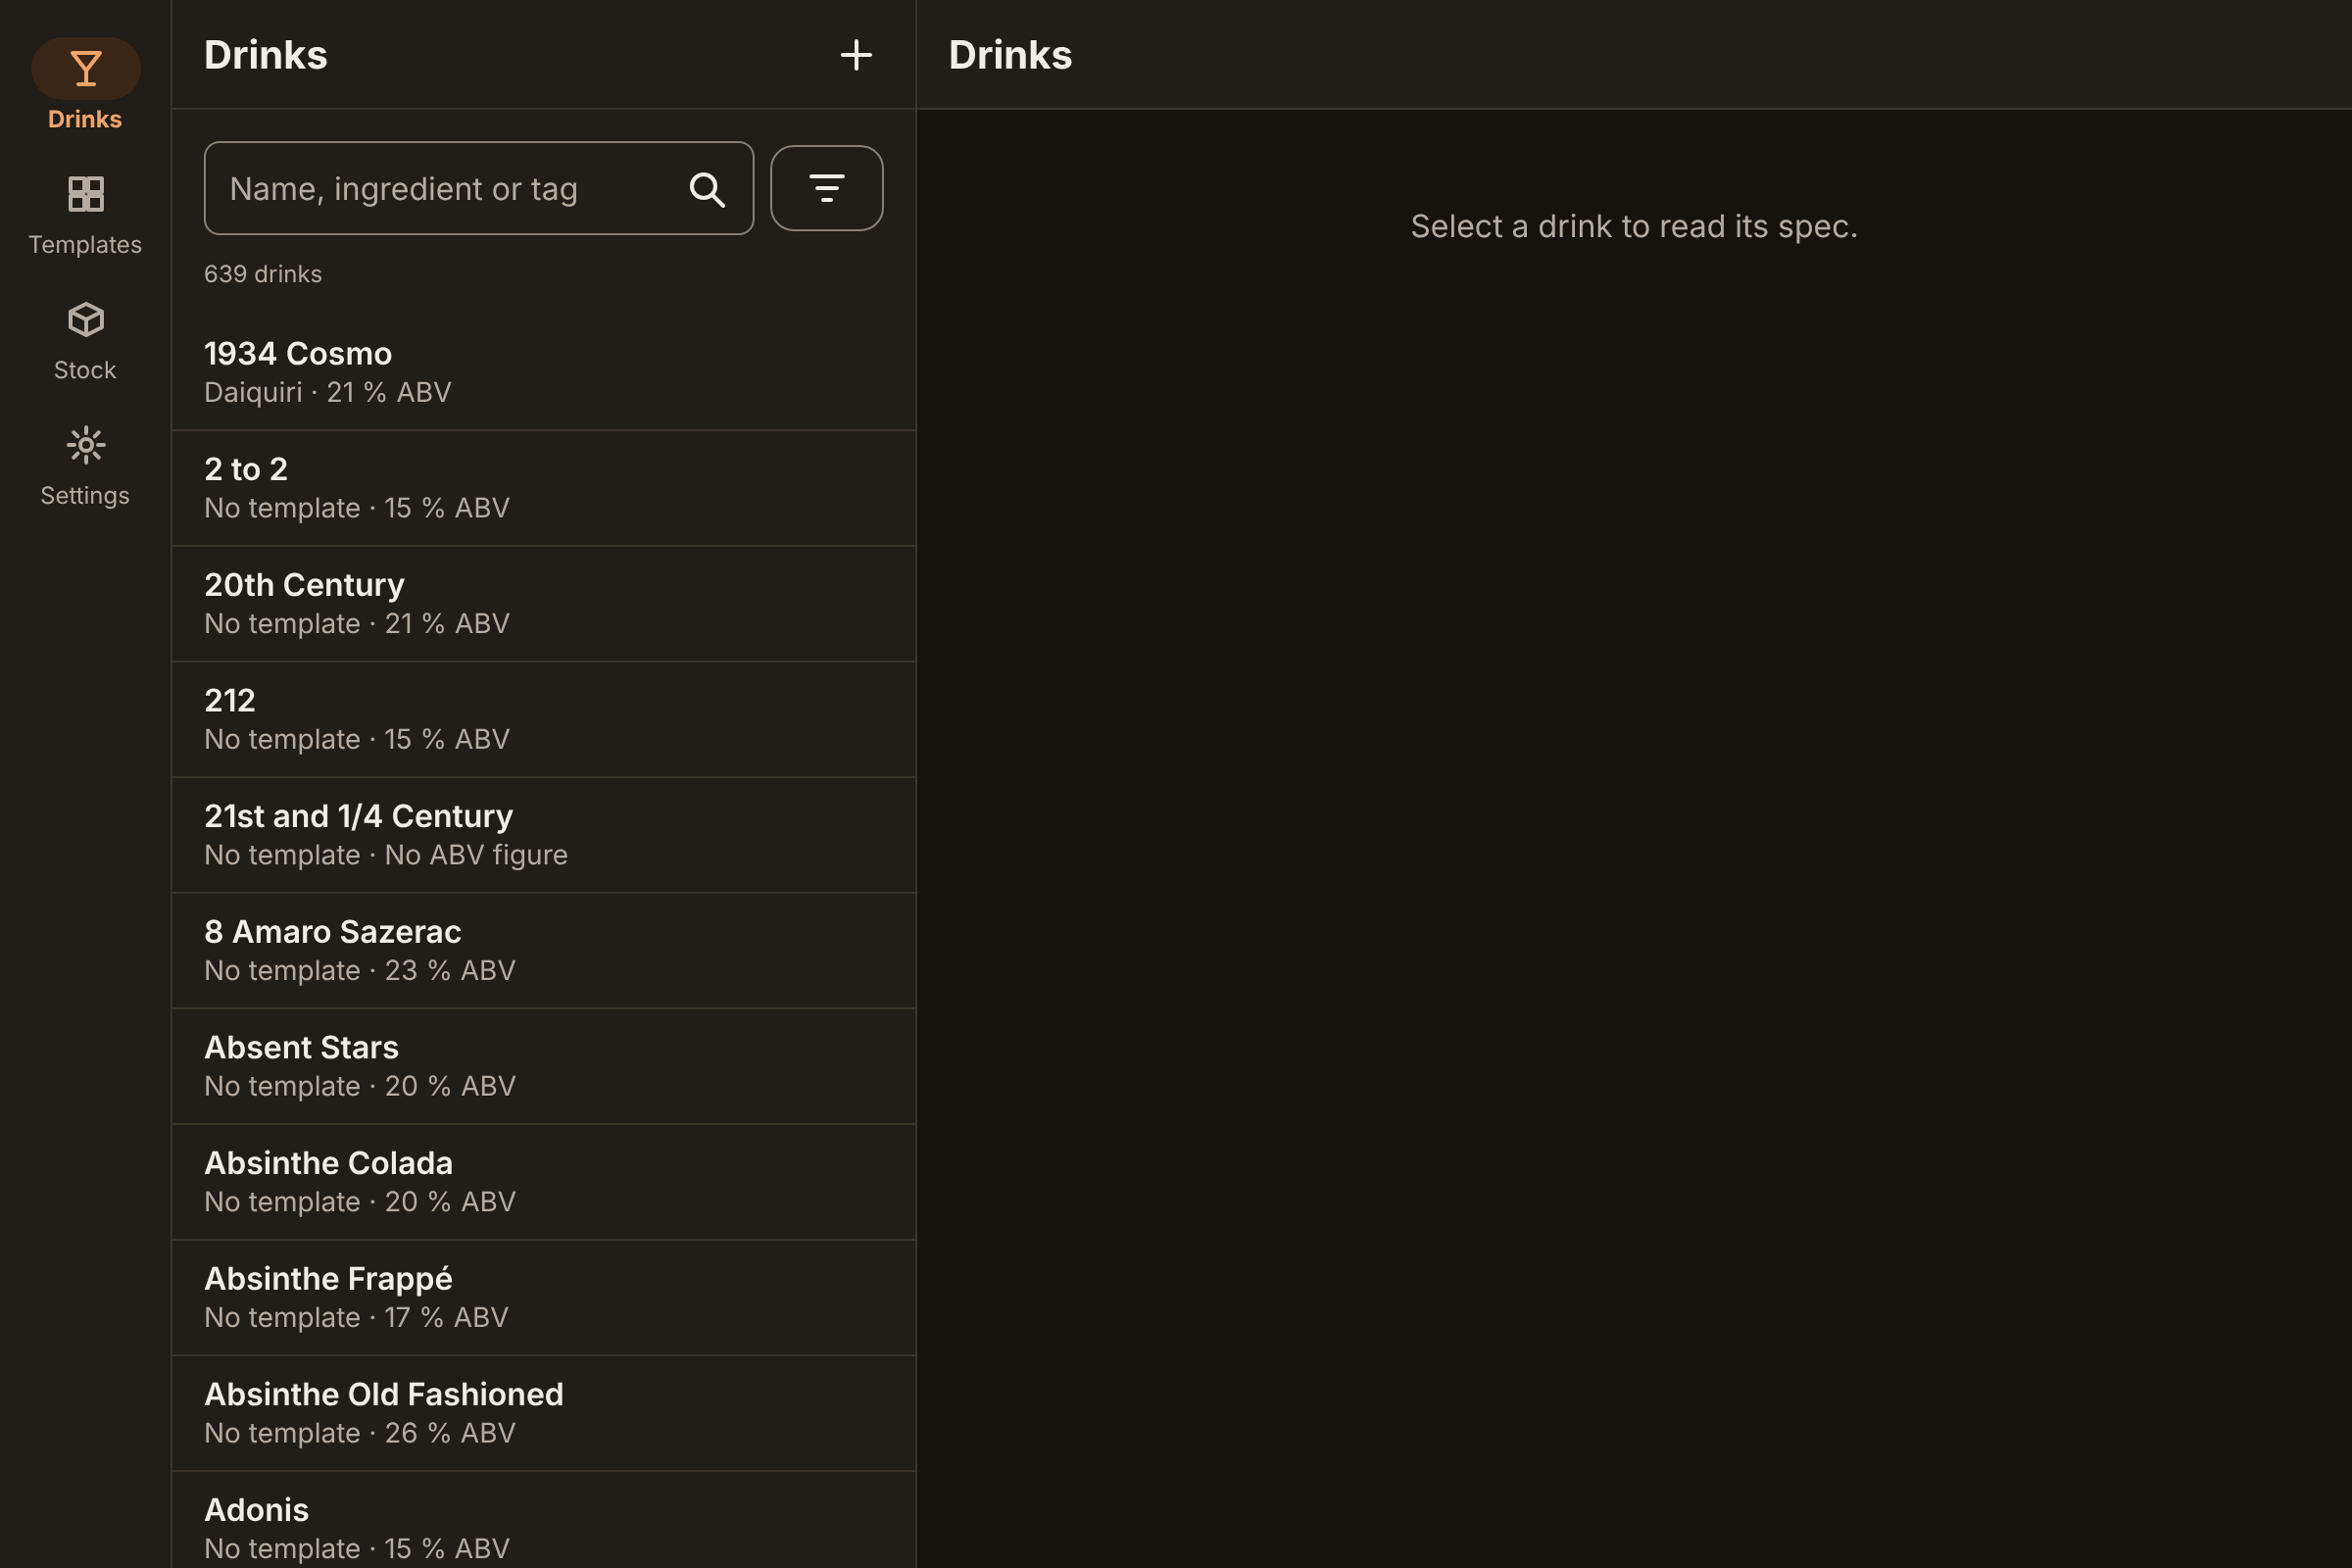 Drinks
Templates
Stock
Settings
Drinks
Name, ingredient or tag
639 drinks
1934 Cosmo
Daiquiri · 21 % ABV
2 to 2
No template · 15 % ABV
20th Century
No template · 21 % ABV
212
No template · 15 % ABV
21st and 1/4 Century
No template · No ABV figure
8 Amaro Sazerac
No template · 23 % ABV
Absent Stars
No template · 20 % ABV
Absinthe Colada
No template · 20 % ABV
Absinthe Frappé
No template · 17 % ABV
Absinthe Old Fashioned
No template · 26 % ABV
Adonis
No template · 15 % ABV
Drinks
Select a drink to read its spec.